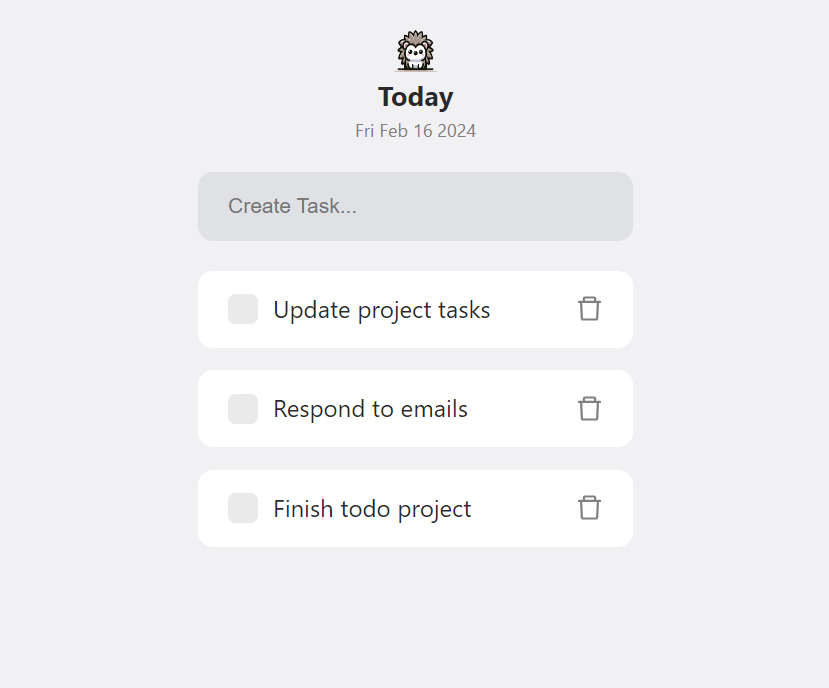 Today
Fri Feb 16 2024
Create Task...
Update project tasks
Respond to emails
Finish todo project